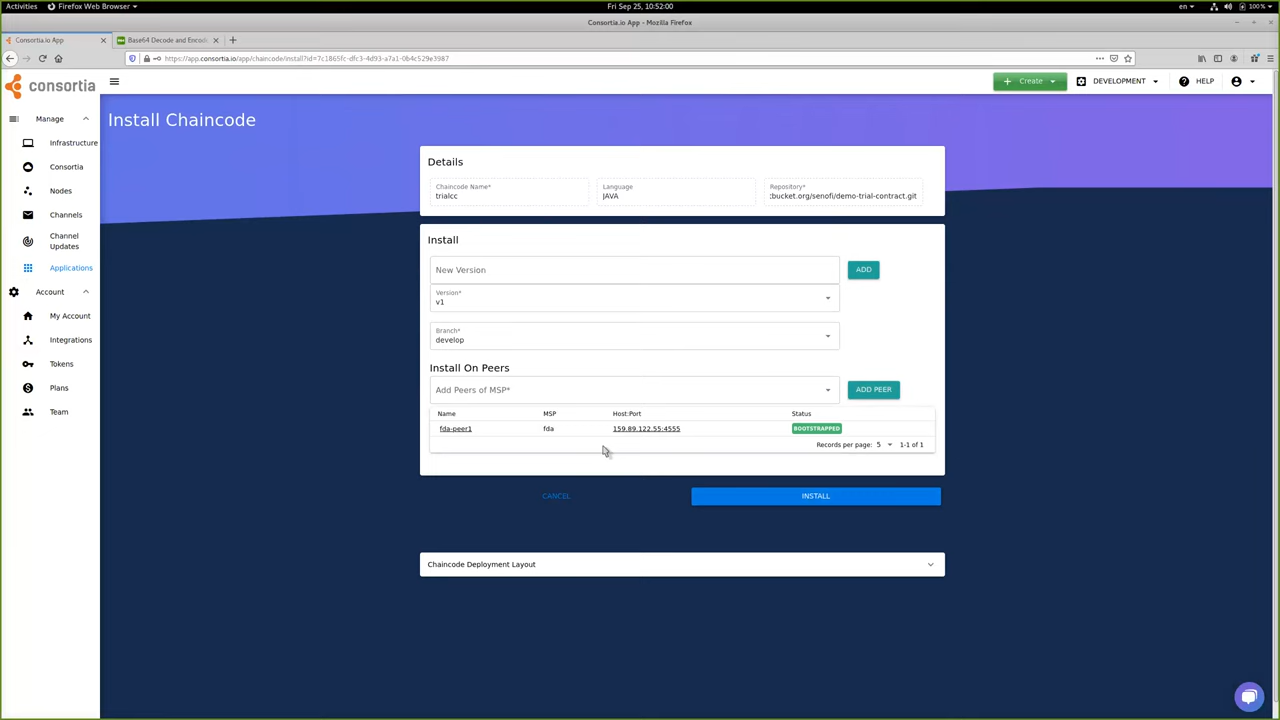 Activities
Firefox Web Browser
Fri Sep 25, 10:52:00
en
100%
Consortia.io App - Mozilla Firefox
Consortia.io App
Base64 Decode and Encod
https://app.consortia.io/app/chaincode/install?id=7c1865fc-dfc3-4d93-a7a1-0b4c529e3987
consortia
Create
DEVELOPMENT
HELP
Manage
Infrastructure
Consortia
Nodes
Channels
Channel
Updates
Applications
Account
My Account
Integrations
Tokens
Plans
Team
Install Chaincode
Details
Chaincode Name*
trialcc
Language
JAVA
Repository*
:bucket.org/senofi/demo-trial-contract.git
Install
New Version
ADD
Version*
v1
Branch*
develop
Install On Peers
Add Peers of MSP*
ADD PEER
Name MSP Host:Port Status
fda-peer1 fda 159.89.122.55:4555 BOOTSTRAPPED
Records per page: 5 1-1 of 1
CANCEL
INSTALL
Chaincode Deployment Layout